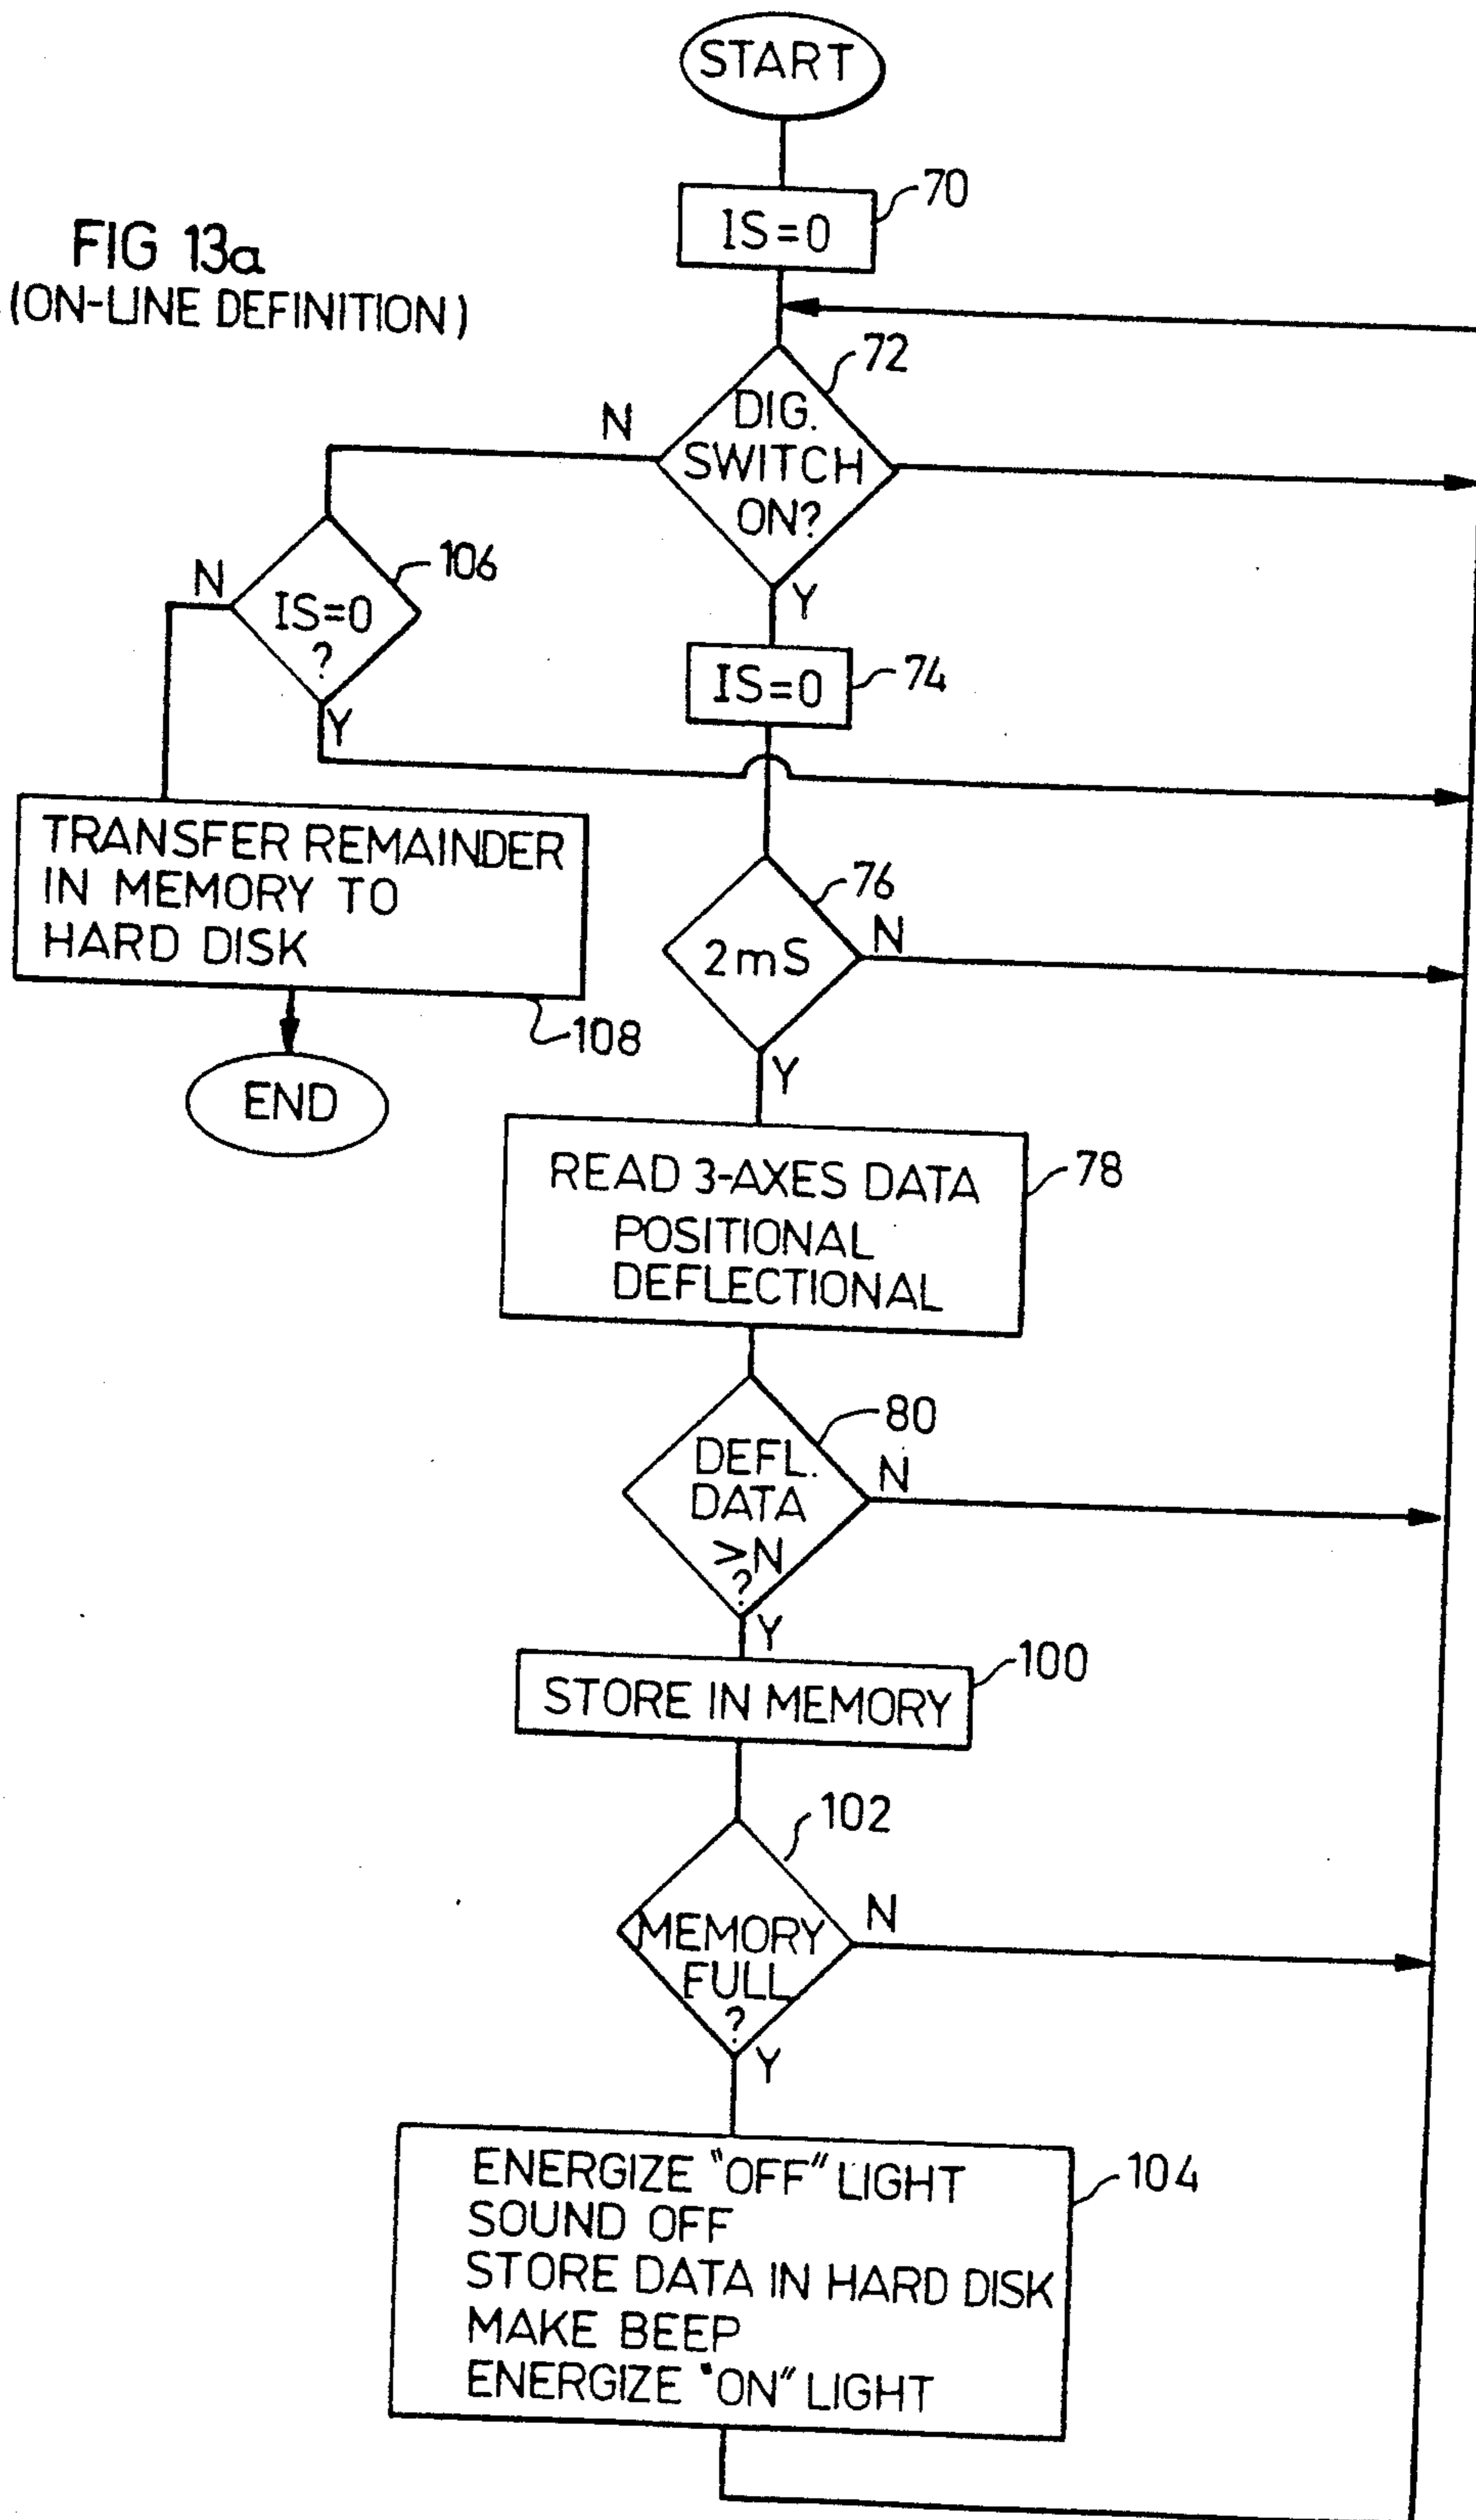 START
70
IS=0
FIG 13a
(ON-LINE DEFINITION)
72
N
DIG.
SWITCH
ON?
106
N
IS=0
?
Y
Y
IS=0
74
TRANSFER REMAINDER
IN MEMORY TO
HARD DISK
108
END
76
2mS
N
Y
READ 3-AXES DATA
POSITIONAL
DEFLECTIONAL
78
80
DEFL.
DATA
>N
?
N
Y
STORE IN MEMORY
100
102
MEMORY
FULL
?
N
Y
ENERGIZE "OFF" LIGHT
SOUND OFF
STORE DATA IN HARD DISK
MAKE BEEP
ENERGIZE "ON" LIGHT
104